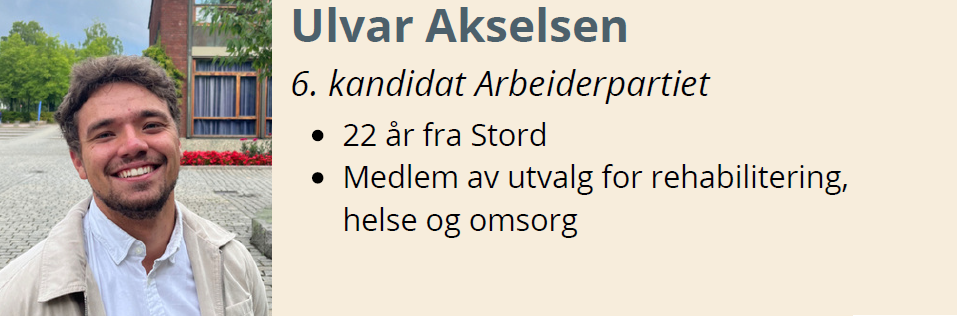 Ulvar Akselsen
6. kandidat Arbeiderpartiet
• 22 år fra Stord
• Medlem av utvalg for rehabilitering,
helse og omsorg